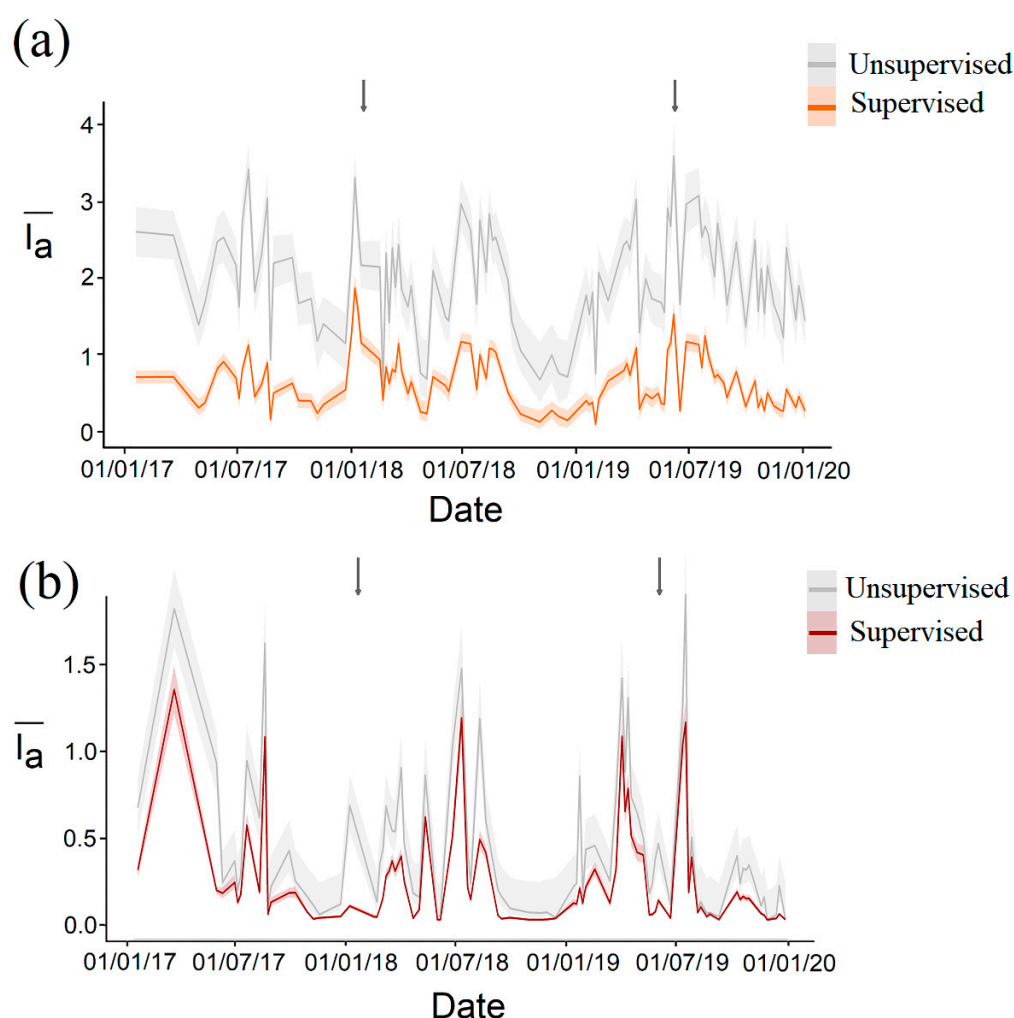 (a)
Unsupervised
Supervised
4
3
2
1
0
Ia
01/01/17 01/07/17 01/01/18 01/07/18 01/01/19 01/07/19 01/01/20
Date
(b)
Unsupervised
Supervised
1.5
1.0
0.5
0.0
Ia
01/01/17 01/07/17 01/01/18 01/07/18 01/01/19 01/07/19 01/01/20
Date